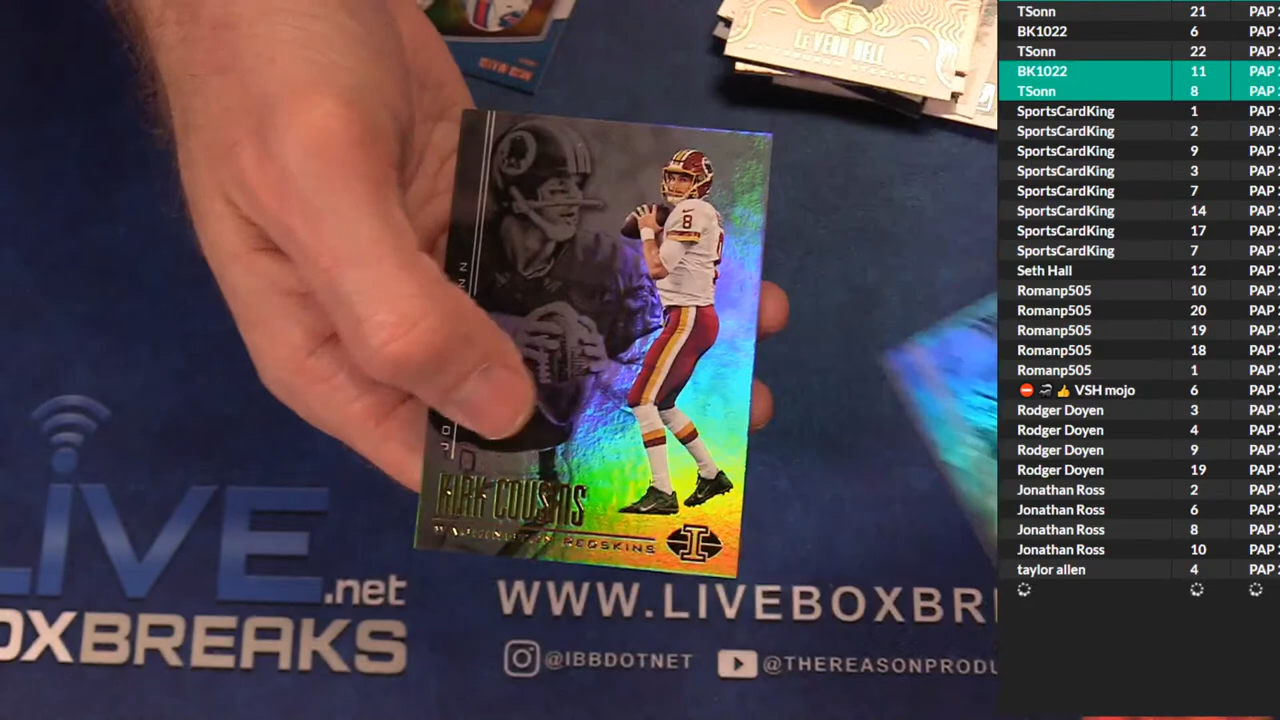 LE'VEON BELL
PITTSBURGH STEELERS
8
KIRK COUSINS
WASHINGTON REDSKINS
I
LIVE.net
OXBREAKS
WWW.LIVEBOXBR
@IBBDOTNET
@THEREASONPRODU
TSonn 21 PAP
BK1022 6 PAP
TSonn 22 PAP
BK1022 11 PAP
TSonn 8 PAP
SportsCardKing 1 PAP
SportsCardKing 2 PAP
SportsCardKing 9 PAP
SportsCardKing 3 PAP
SportsCardKing 7 PAP
SportsCardKing 14 PAP
SportsCardKing 17 PAP
SportsCardKing 7 PAP
Seth Hall 12 PAP
Romanp505 10 PAP
Romanp505 20 PAP
Romanp505 19 PAP
Romanp505 18 PAP
Romanp505 1 PAP
VSH mojo 6 PAP
Rodger Doyen 3 PAP
Rodger Doyen 4 PAP
Rodger Doyen 9 PAP
Rodger Doyen 19 PAP
Jonathan Ross 2 PAP
Jonathan Ross 6 PAP
Jonathan Ross 8 PAP
Jonathan Ross 10 PAP
taylor allen 4 PAP